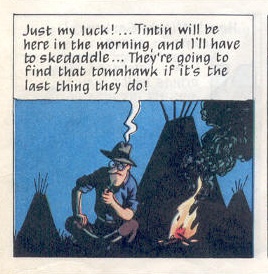 Just my luck!...Tintin will be
here in the morning, and I'll have
to skedaddle... They're going to
find that tomahawk if it's the
last thing they do!